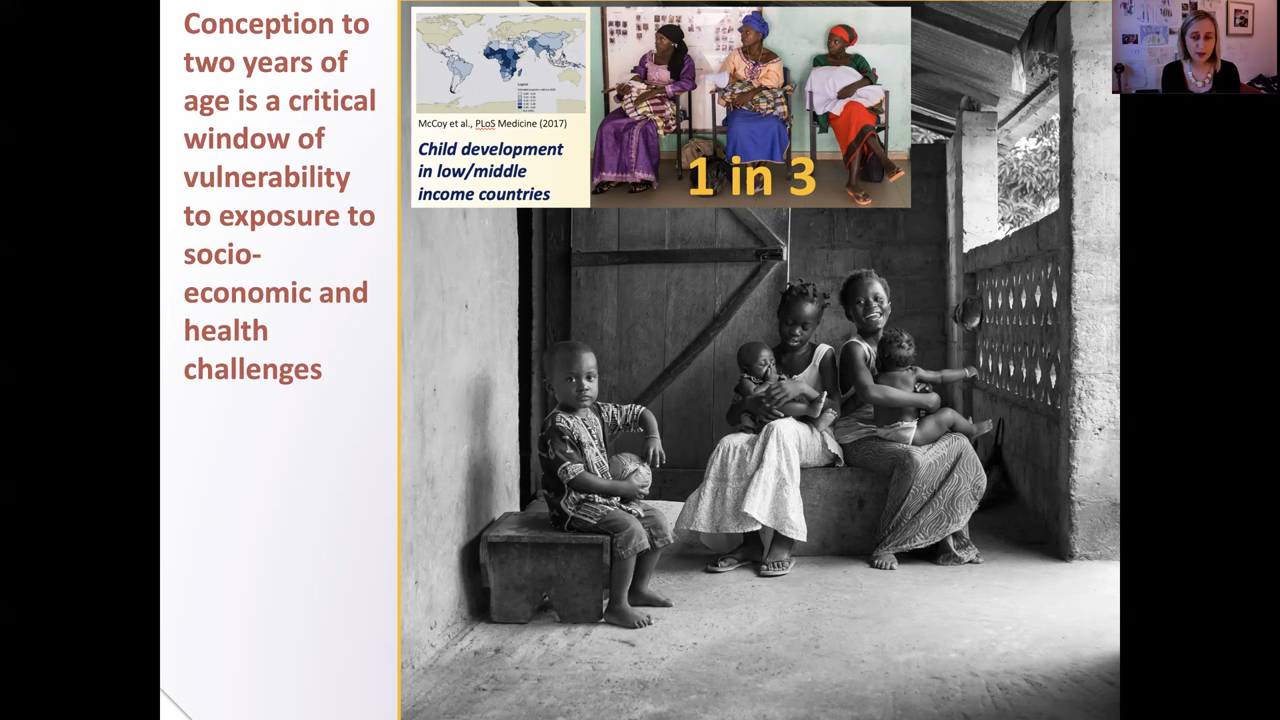 Conception to
two years of
age is a critical
window of
vulnerability
to exposure to
socio-
economic and
health
challenges
McCoy et al., PLoS Medicine (2017)
Child development
in low/middle
income countries
1 in 3